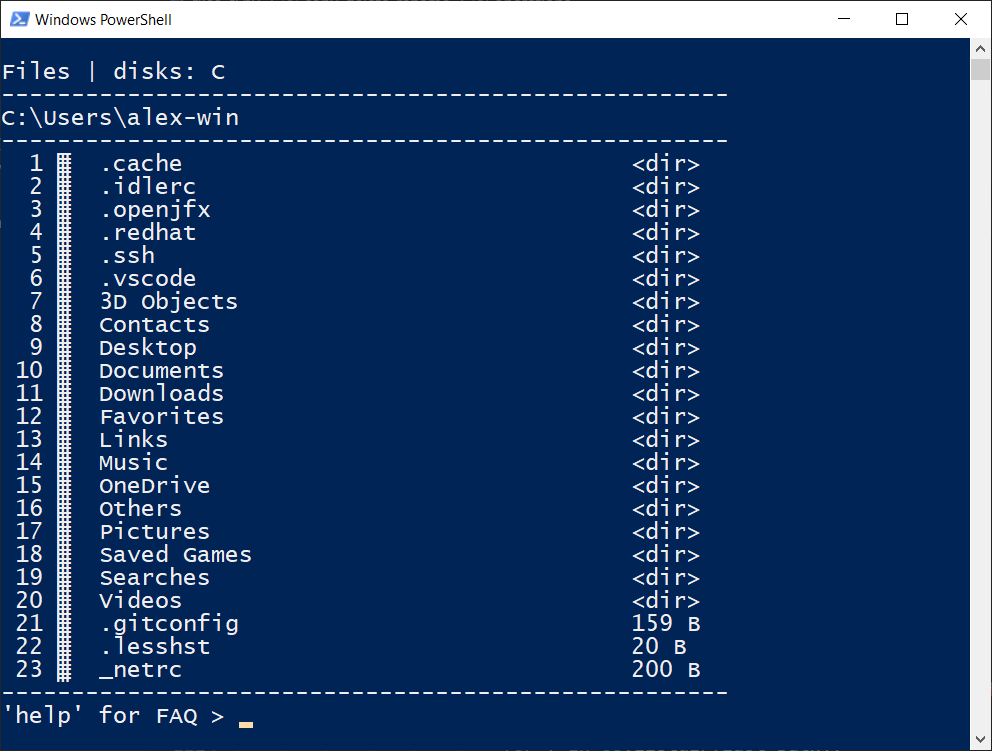 Windows PowerShell
Files | disks: C
-----------------------------------------------------
C:\Users\alex-win
-----------------------------------------------------
1 .cache <dir>
2 .idlerc <dir>
3 .openjfx <dir>
4 .redhat <dir>
5 .ssh <dir>
6 .vscode <dir>
7 3D Objects <dir>
8 Contacts <dir>
9 Desktop <dir>
10 Documents <dir>
11 Downloads <dir>
12 Favorites <dir>
13 Links <dir>
14 Music <dir>
15 OneDrive <dir>
16 Others <dir>
17 Pictures <dir>
18 Saved Games <dir>
19 Searches <dir>
20 Videos <dir>
21 .gitconfig 159 B
22 .lesshst 20 B
23 _netrc 200 B
-----------------------------------------------------
'help' for FAQ > _